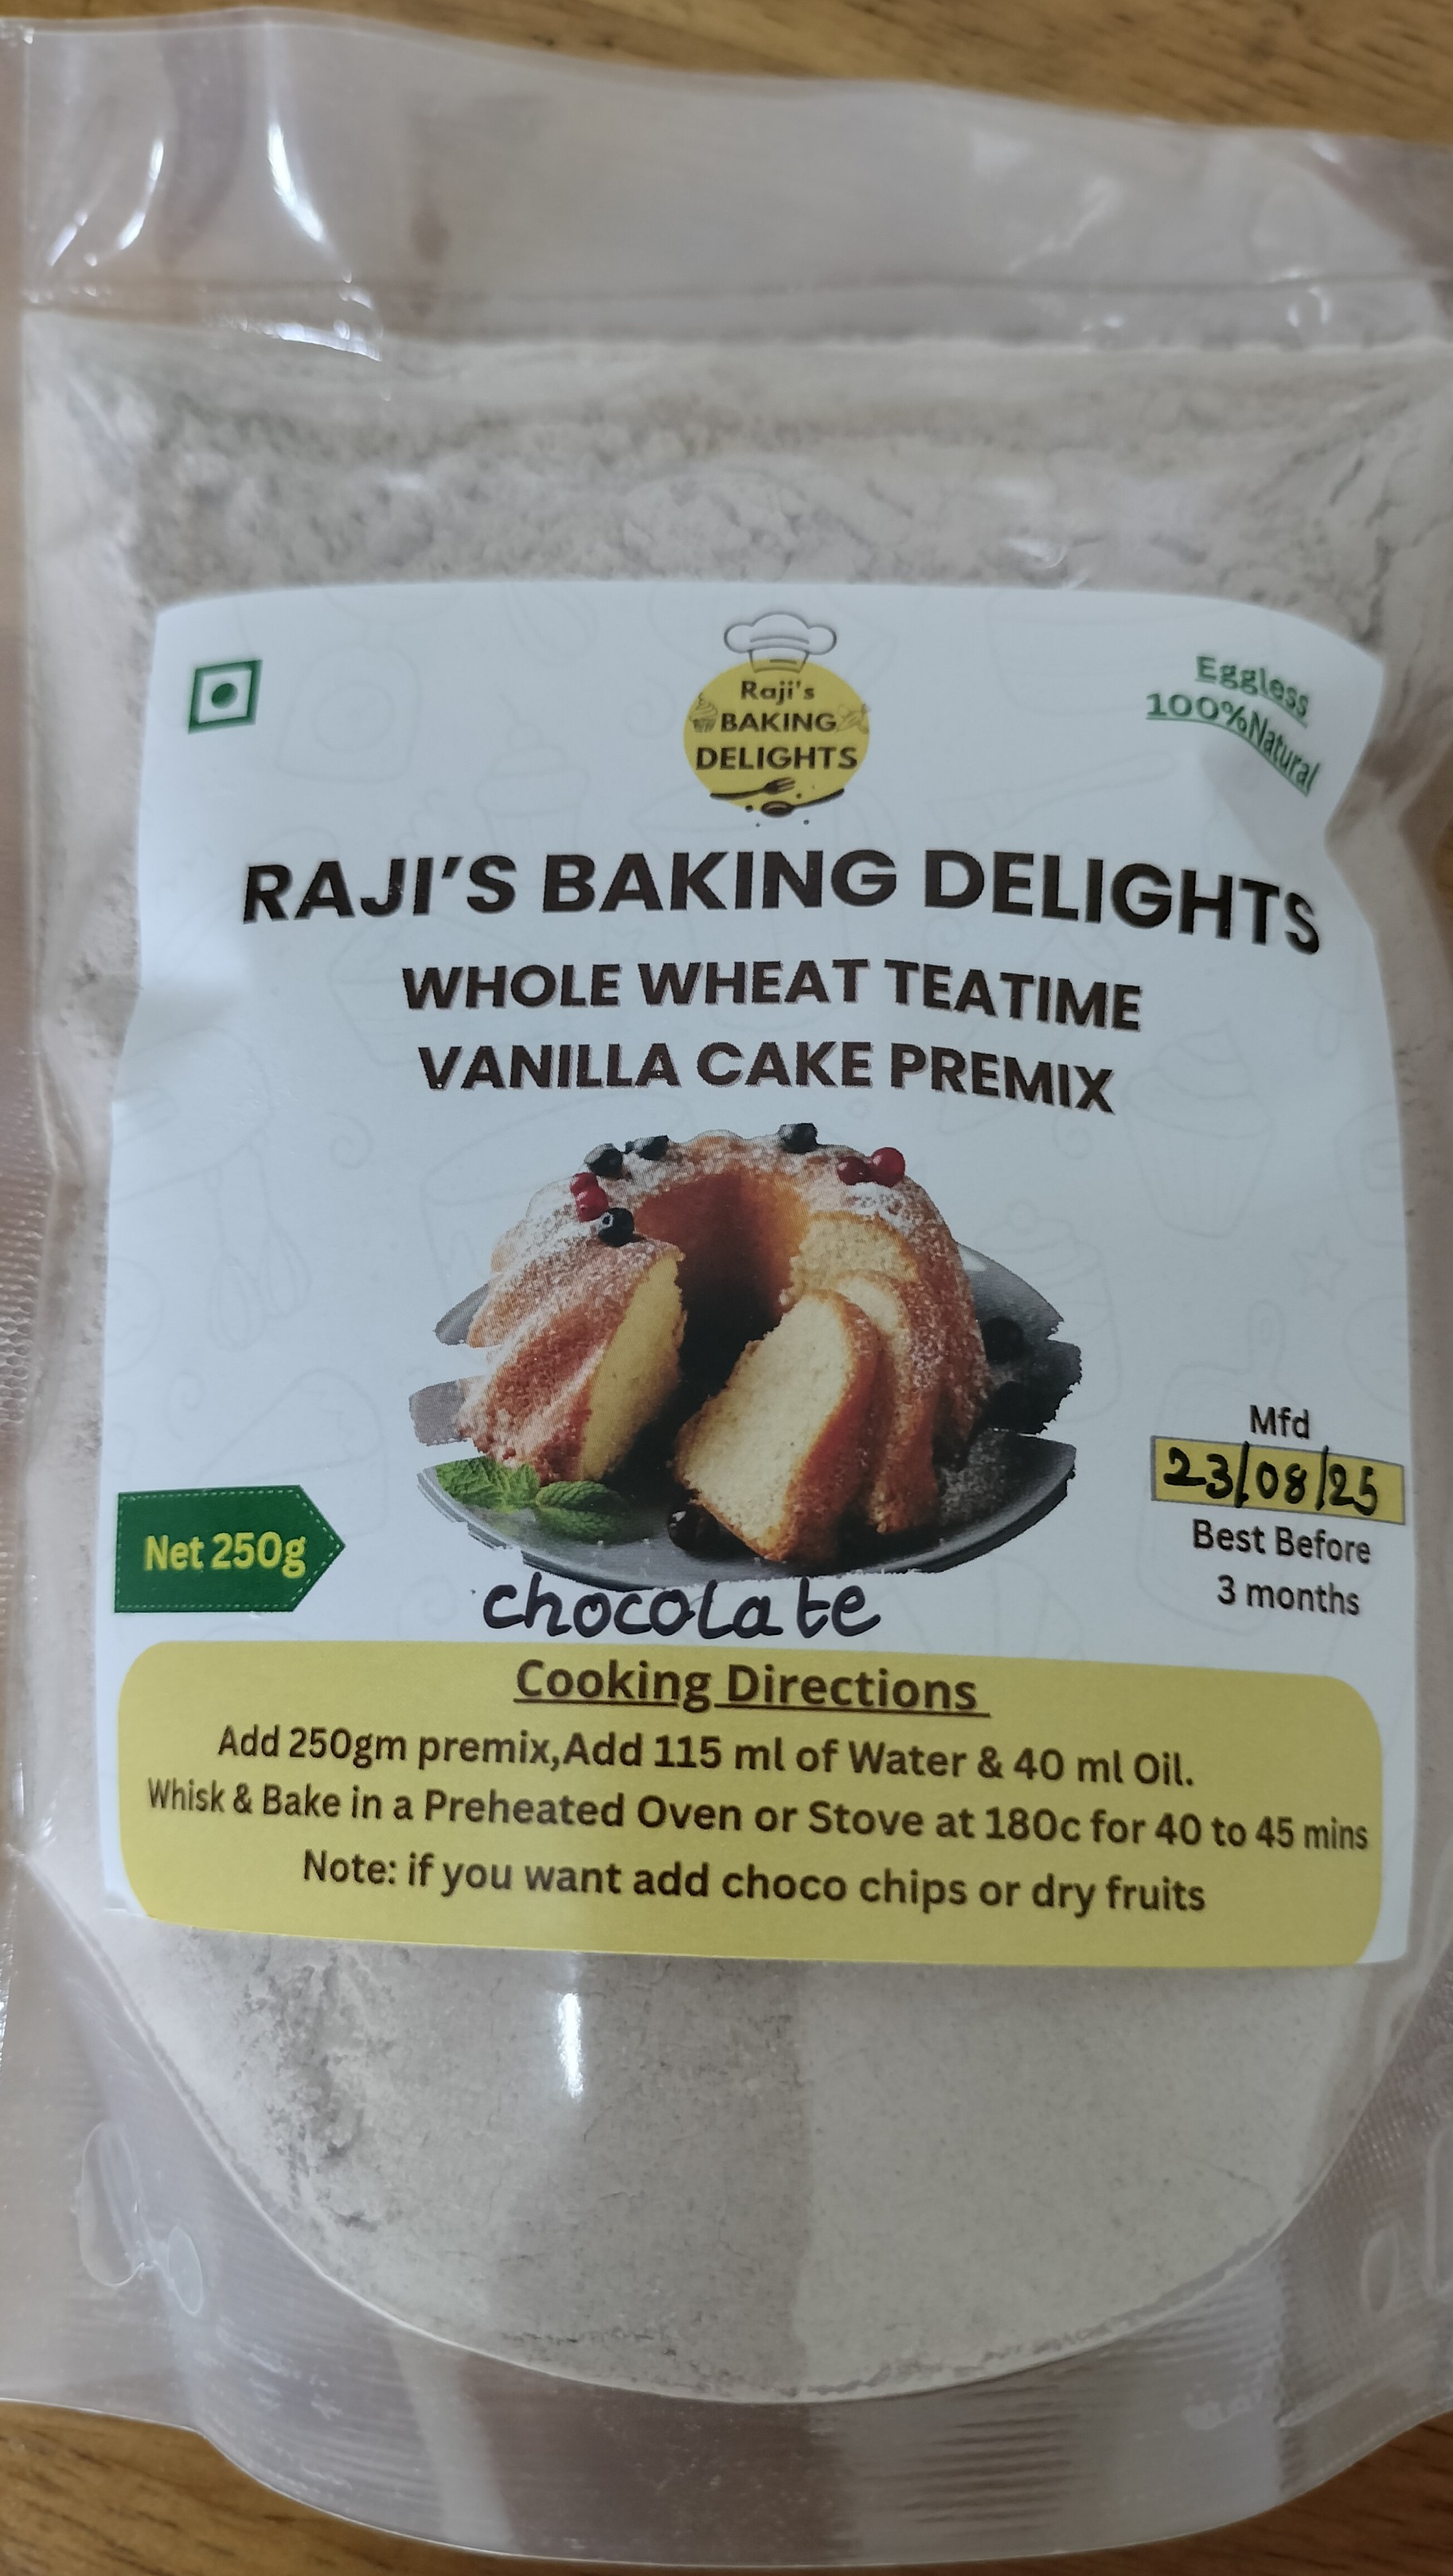 Raji's
BAKING
DELIGHTS
Eggless
100%Natural
RAJI'S BAKING DELIGHTS
WHOLE WHEAT TEATIME
VANILLA CAKE PREMIX
Mfd
23/08/25
Best Before
3 months
Net 250g
chocolate
Cooking Directions
Add 250gm premix,Add 115 ml of Water & 40 ml Oil.
Whisk & Bake in a Preheated Oven or Stove at 180c for 40 to 45 mins
Note: if you want add choco chips or dry fruits